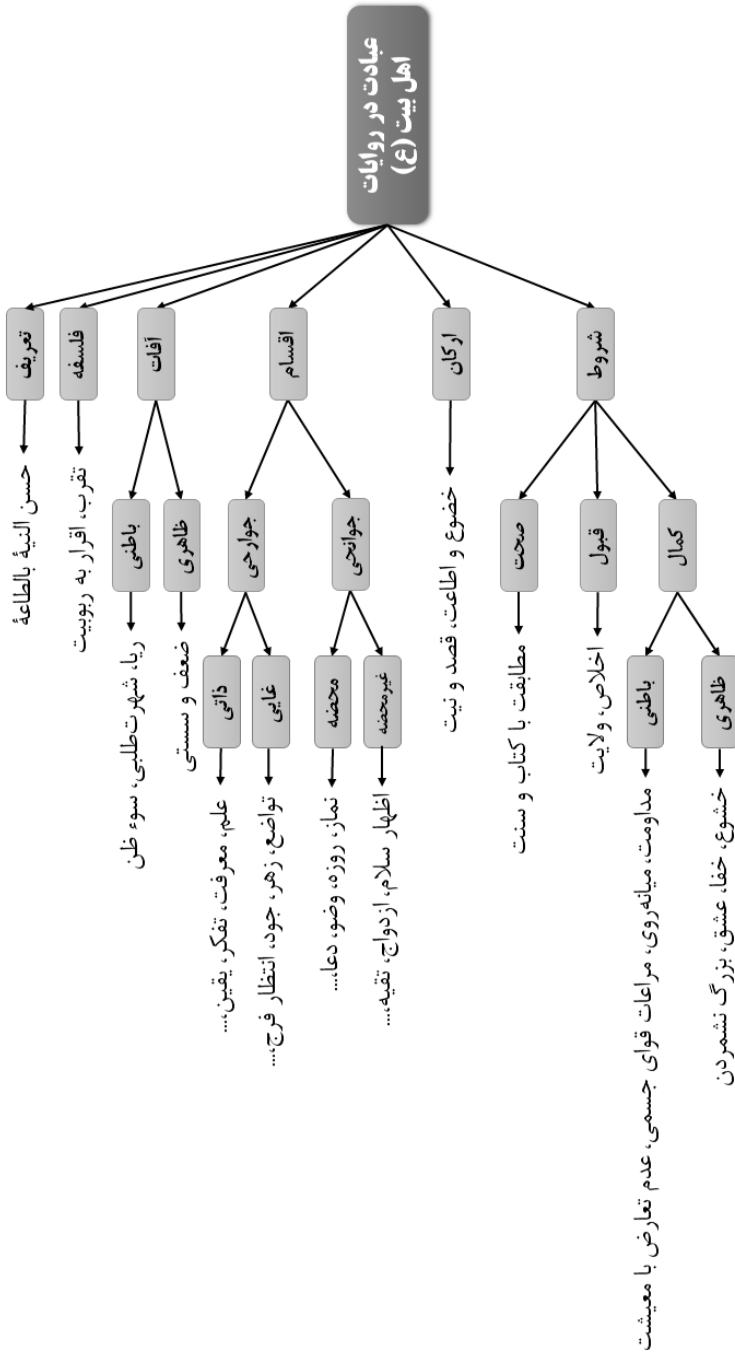 عبادت در روایات
اهل بیت (ع)
تعریف
حسن النیة بالطاعة
فلسفه
تقرب، اقرار به ربوبیت
آفات
باطنی
ریا، شهرت‌طلبی، سوء ظن
ظاهری
ضعف و سستی
اقسام
جوارحی
ذاتی
علم، معرفت، تفکر، یقین،...
غایی
تواضع، زهر، جود، انتظار فرج،...
جوانحی
محضه
نماز، روزه، وضو، دعا،...
غیرمحضه
اظهار سلام، ازدواج، تقیه،...
ارکان
خضوع و اطاعت، قصد و نیت
شروط
صحت
مطابقت با کتاب و سنت
قبول
اخلاص، ولایت
کمال
باطنی
مداومت، میانه‌روی، مراعات قوای جسمی، عدم تعارض با معیشت
ظاهری
خشوع، خفا، عشق، بزرگ نشمردن